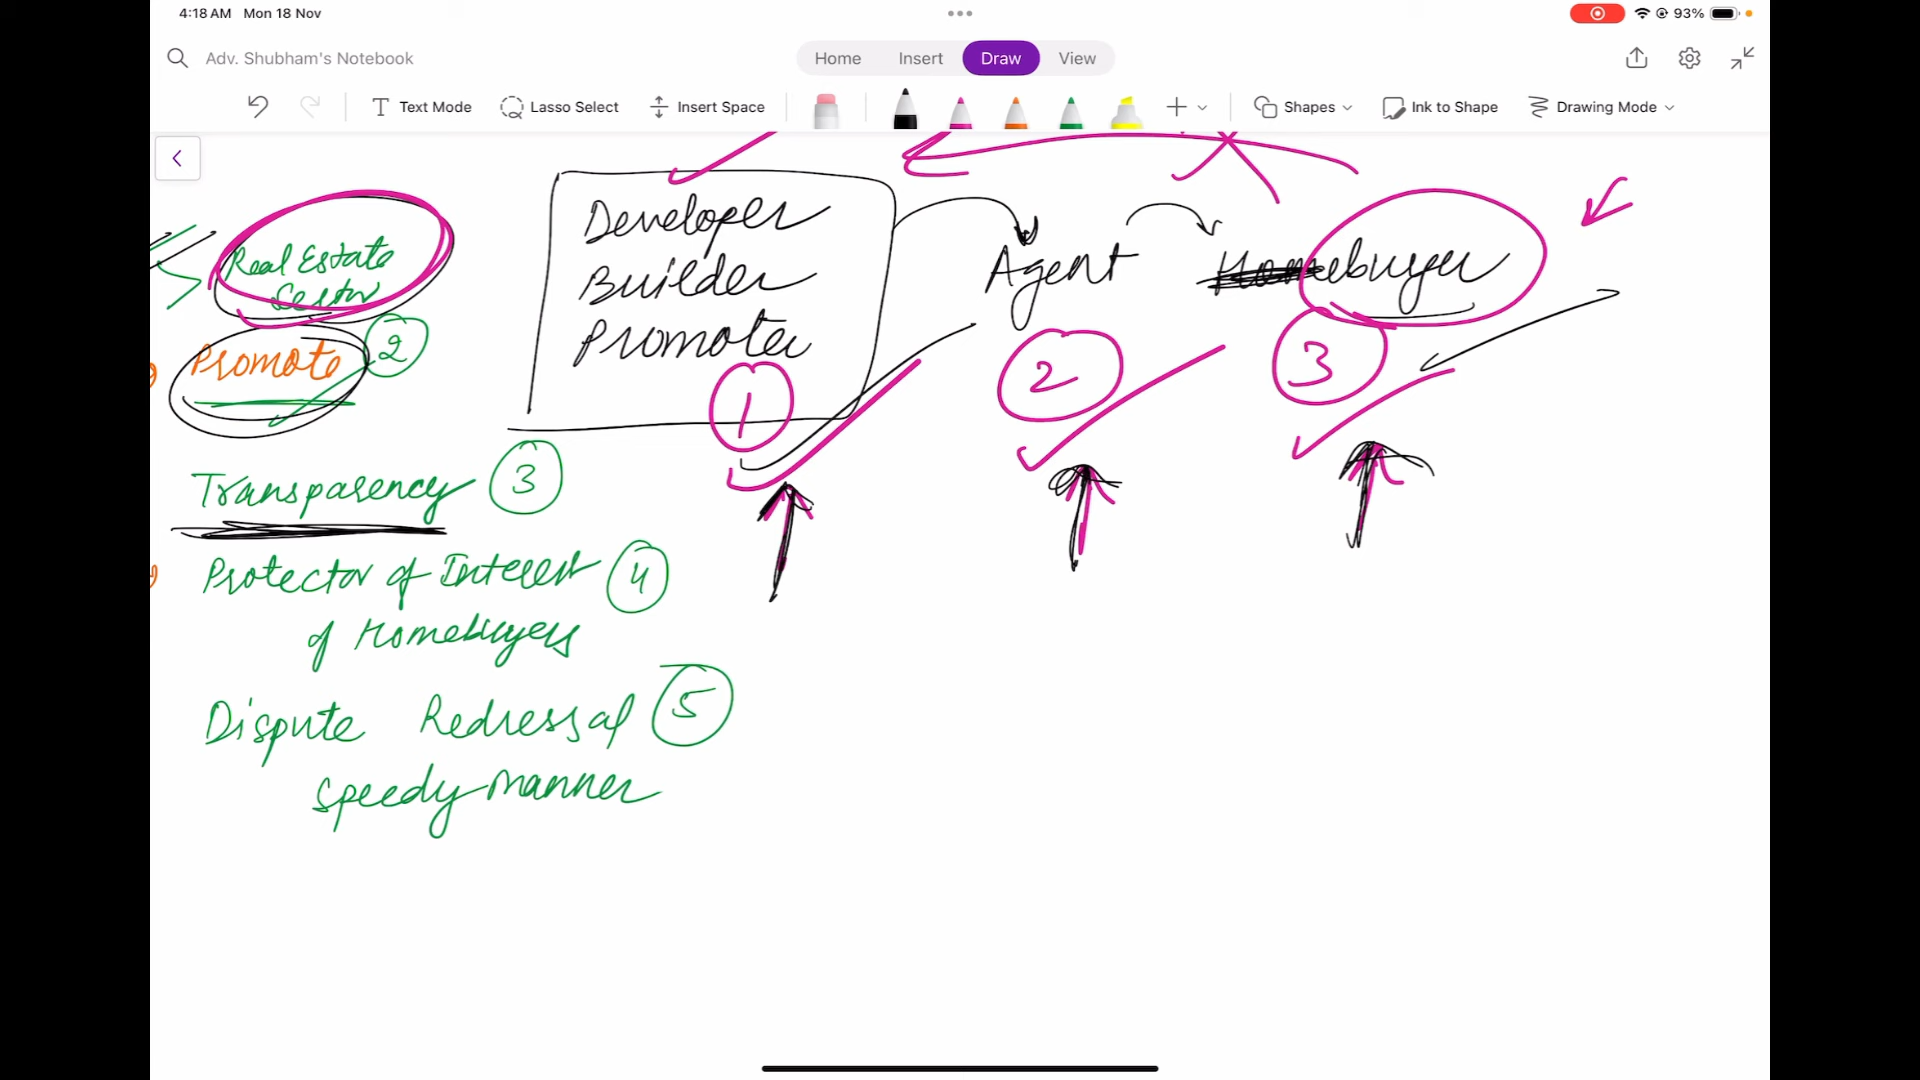 4:18 AM Mon 18 Nov
93%
Adv. Shubham's Notebook
Home Insert Draw View
Text Mode Lasso Select Insert Space Shapes Ink to Shape Drawing Mode
Developer
Builder
Promoter
1
Agent
2
Homebuyer
3
Real Estate
Sector
Promote 2
Transparency 3
Protector of Interest 4
of Homebuyers
Dispute Redressal 5
speedy manner